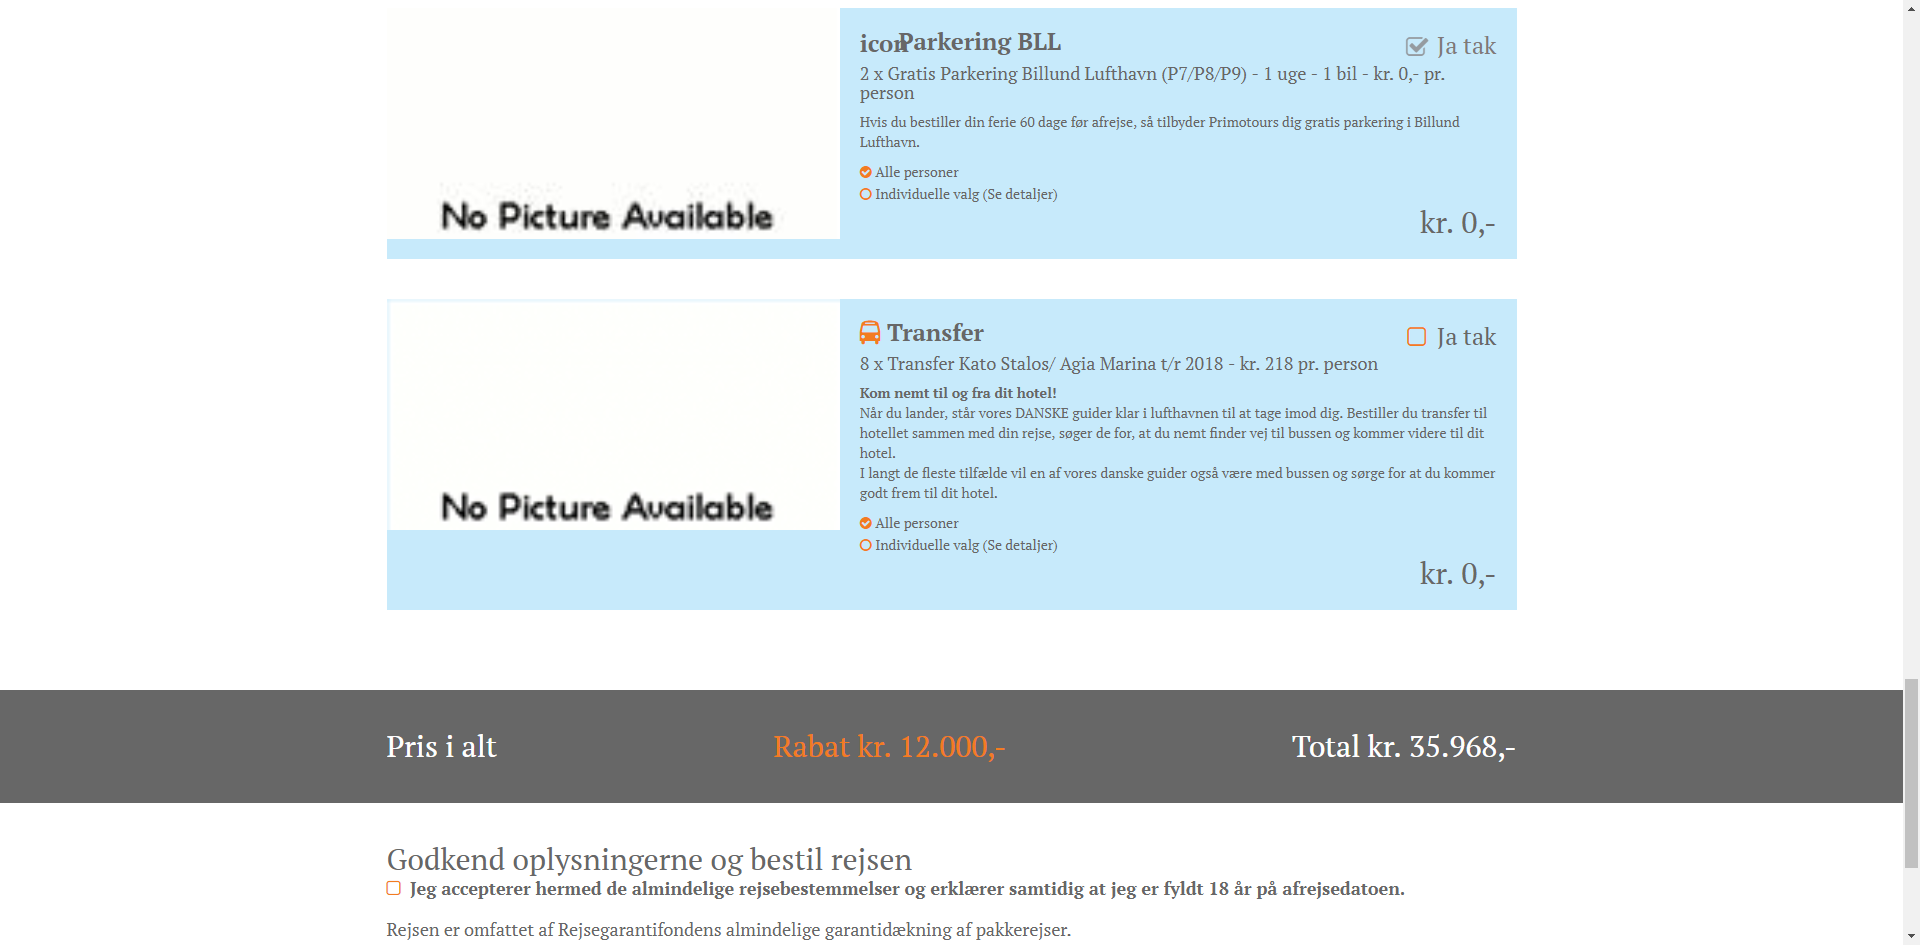 No Picture Available
icon Parkering BLL
Ja tak
2 x Gratis Parkering Billund Lufthavn (P7/P8/P9) - 1 uge - 1 bil - kr. 0,- pr.
person
Hvis du bestiller din ferie 60 dage før afrejse, så tilbyder Primotours dig gratis parkering i Billund
Lufthavn.
Alle personer
Individuelle valg (Se detaljer)
kr. 0,-
No Picture Available
Transfer
Ja tak
8 x Transfer Kato Stalos/ Agia Marina t/r 2018 - kr. 218 pr. person
Kom nemt til og fra dit hotel!
Når du lander, står vores DANSKE guider klar i lufthavnen til at tage imod dig. Bestiller du transfer til
hotellet sammen med din rejse, søger de for, at du nemt finder vej til bussen og kommer videre til dit
hotel.
I langt de fleste tilfælde vil en af vores danske guider også være med bussen og sørge for at du kommer
godt frem til dit hotel.
Alle personer
Individuelle valg (Se detaljer)
kr. 0,-
Pris i alt
Rabat kr. 12.000,-
Total kr. 35.968,-
Godkend oplysningerne og bestil rejsen
Jeg accepterer hermed de almindelige rejsebestemmelser og erklærer samtidig at jeg er fyldt 18 år på afrejsedatoen.
Rejsen er omfattet af Rejsegarantifondens almindelige garantidækning af pakkerejser.